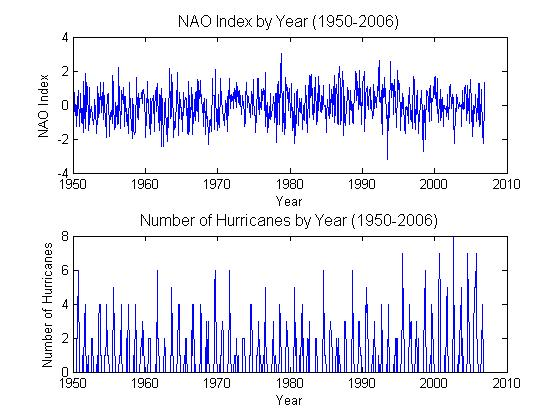 NAO Index by Year (1950-2006)
4
2
0
-2
-4
NAO Index
1950 1960 1970 1980 1990 2000 2010
Year
Number of Hurricanes by Year (1950-2006)
8
6
4
2
0
Number of Hurricanes
1950 1960 1970 1980 1990 2000 2010
Year